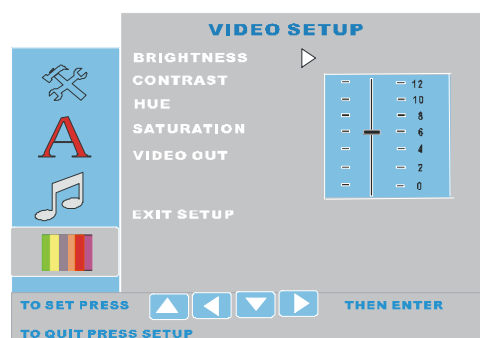 VIDEO SETUP
BRIGHTNESS
CONTRAST
HUE
SATURATION
VIDEO OUT
EXIT SETUP
12
10
8
6
4
2
0
A
TO SET PRESS THEN ENTER
TO QUIT PRESS SETUP